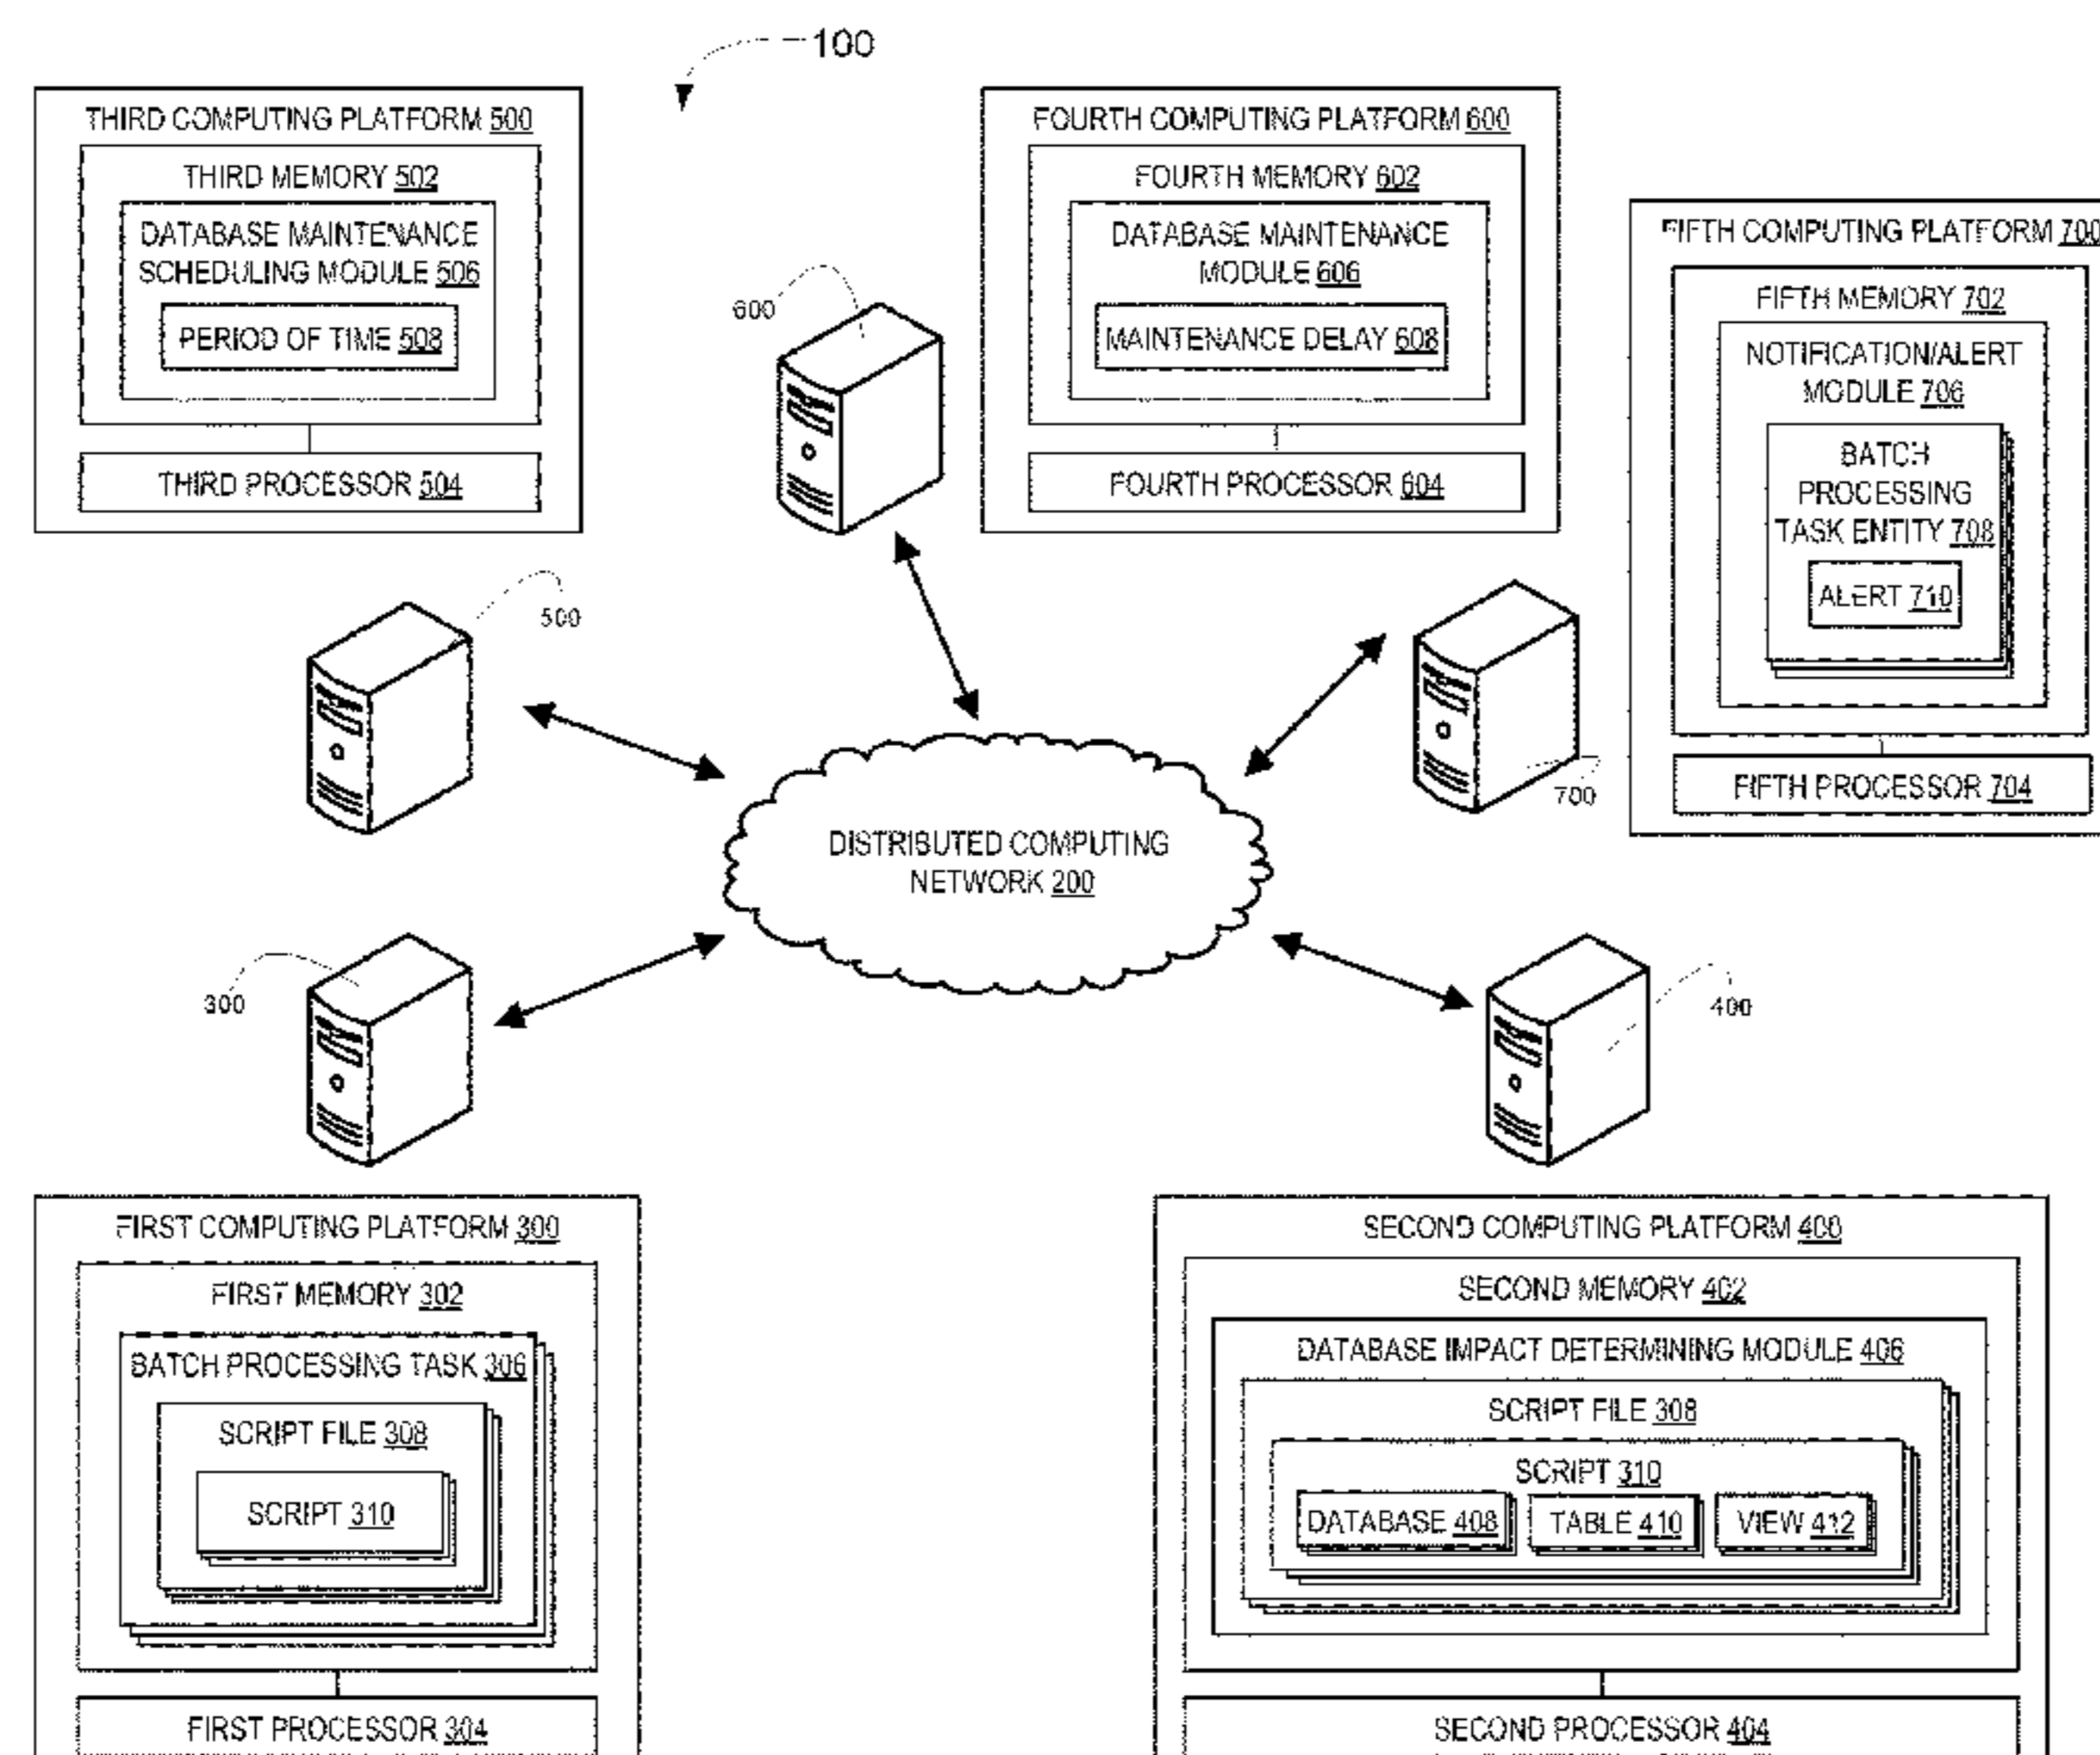 100
THIRD COMPUTING PLATFORM 500
THIRD MEMORY 502
DATABASE MAINTENANCE
SCHEDULING MODULE 506
PERIOD OF TIME 508
THIRD PROCESSOR 504
FOURTH COMPUTING PLATFORM 600
FOURTH MEMORY 602
DATABASE MAINTENANCE
MODULE 606
MAINTENANCE DELAY 608
FOURTH PROCESSOR 604
FIFTH COMPUTING PLATFORM 700
FIFTH MEMORY 702
NOTIFICATION/ALERT
MODULE 706
BATCH
PROCESSING
TASK ENTITY 708
ALERT 710
FIFTH PROCESSOR 704
600
500
700
DISTRIBUTED COMPUTING
NETWORK 200
300
400
FIRST COMPUTING PLATFORM 300
FIRST MEMORY 302
BATCH PROCESSING TASK 306
SCRIPT FILE 308
SCRIPT 310
FIRST PROCESSOR 304
SECOND COMPUTING PLATFORM 400
SECOND MEMORY 402
DATABASE IMPACT DETERMINING MODULE 406
SCRIPT FILE 308
SCRIPT 310
DATABASE 408
TABLE 410
VIEW 412
SECOND PROCESSOR 404